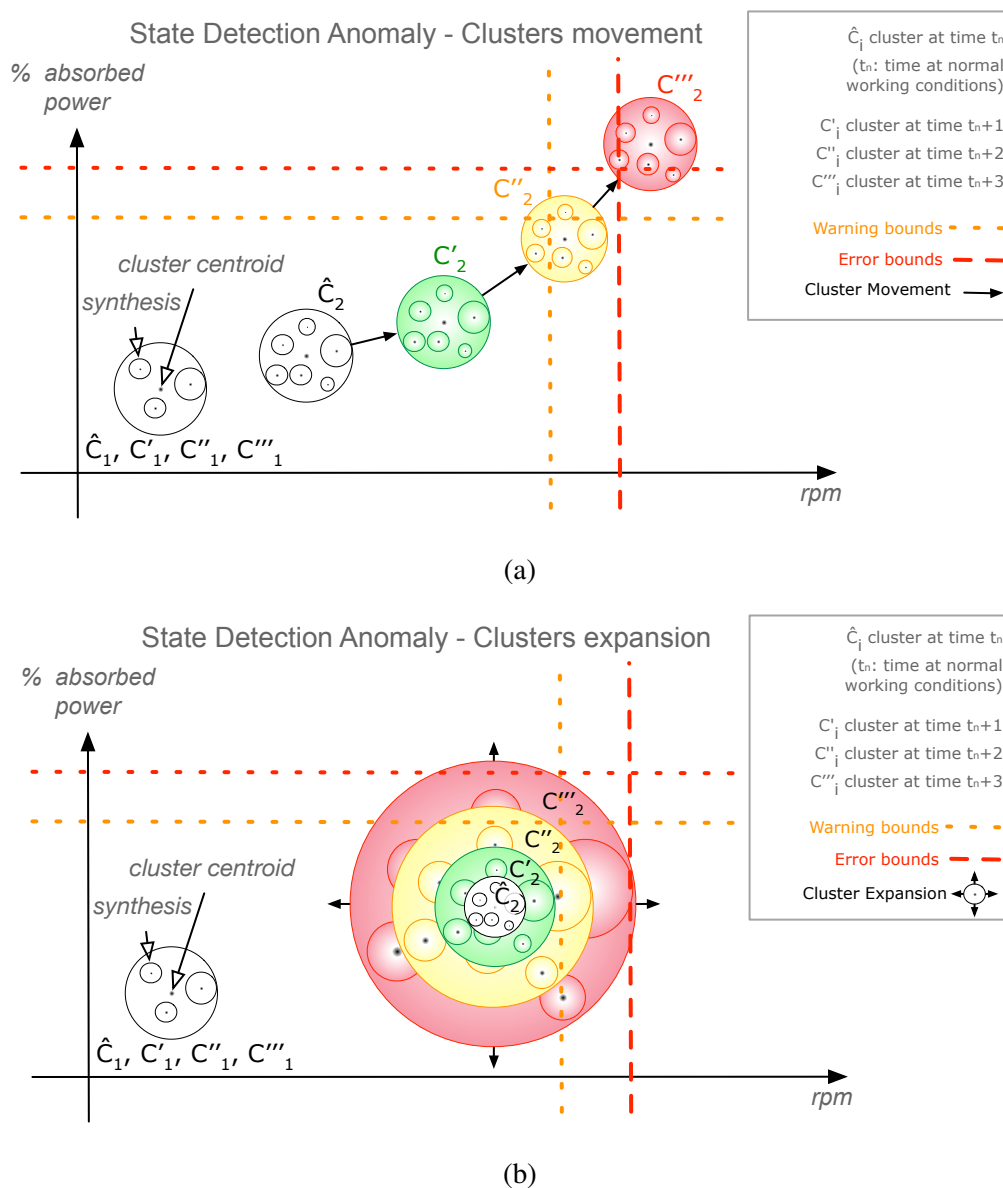 State Detection Anomaly - Clusters movement
% absorbed
power
C'''2
C''2
C'2
Ĉ2
cluster centroid
synthesis
Ĉ1, C'1, C''1, C'''1
rpm
Ĉi cluster at time tn
(tn: time at normal
working conditions)
C'i cluster at time tn+1
C''i cluster at time tn+2
C'''i cluster at time tn+3
Warning bounds
Error bounds
Cluster Movement
(a)
State Detection Anomaly - Clusters expansion
% absorbed
power
C'''2
C''2
C'2
Ĉ2
cluster centroid
synthesis
Ĉ1, C'1, C''1, C'''1
rpm
Ĉi cluster at time tn
(tn: time at normal
working conditions)
C'i cluster at time tn+1
C''i cluster at time tn+2
C'''i cluster at time tn+3
Warning bounds
Error bounds
Cluster Expansion
(b)